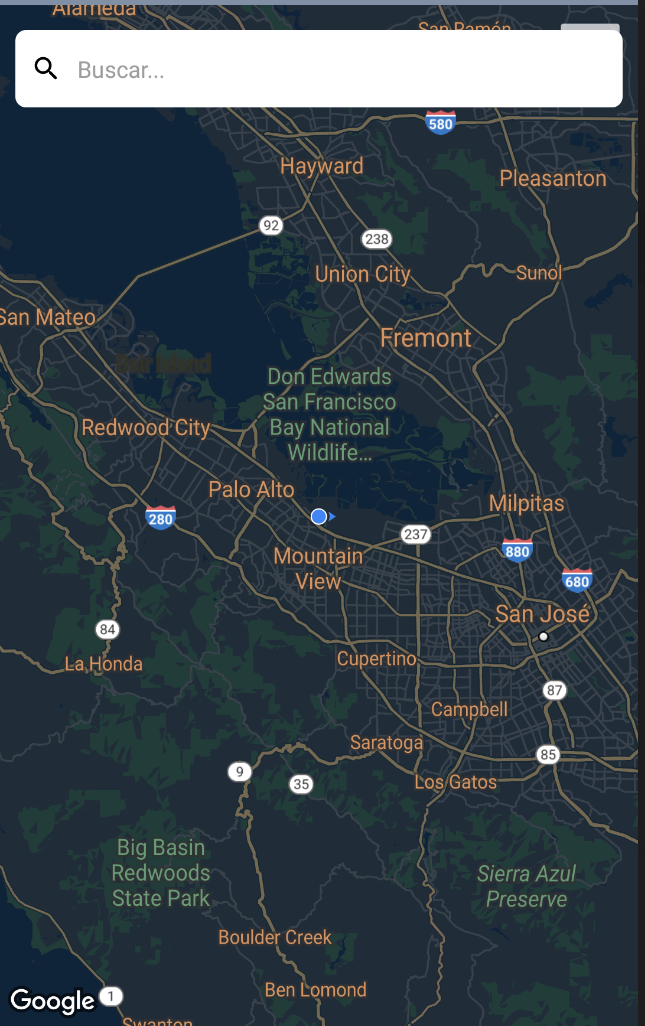 Alameda
San Ramón
Buscar...
580
Hayward
Pleasanton
92
238
Union City
Sunol
San Mateo
Fremont
Don Edwards
San Francisco
Bay National
Wildlife...
Redwood City
Palo Alto
Milpitas
280
237
880
Mountain
View
680
San José
84
La Honda
Cupertino
87
Campbell
Saratoga
85
9
35
Los Gatos
Big Basin
Redwoods
State Park
Sierra Azul
Preserve
Boulder Creek
Ben Lomond
Google
1
Swanton